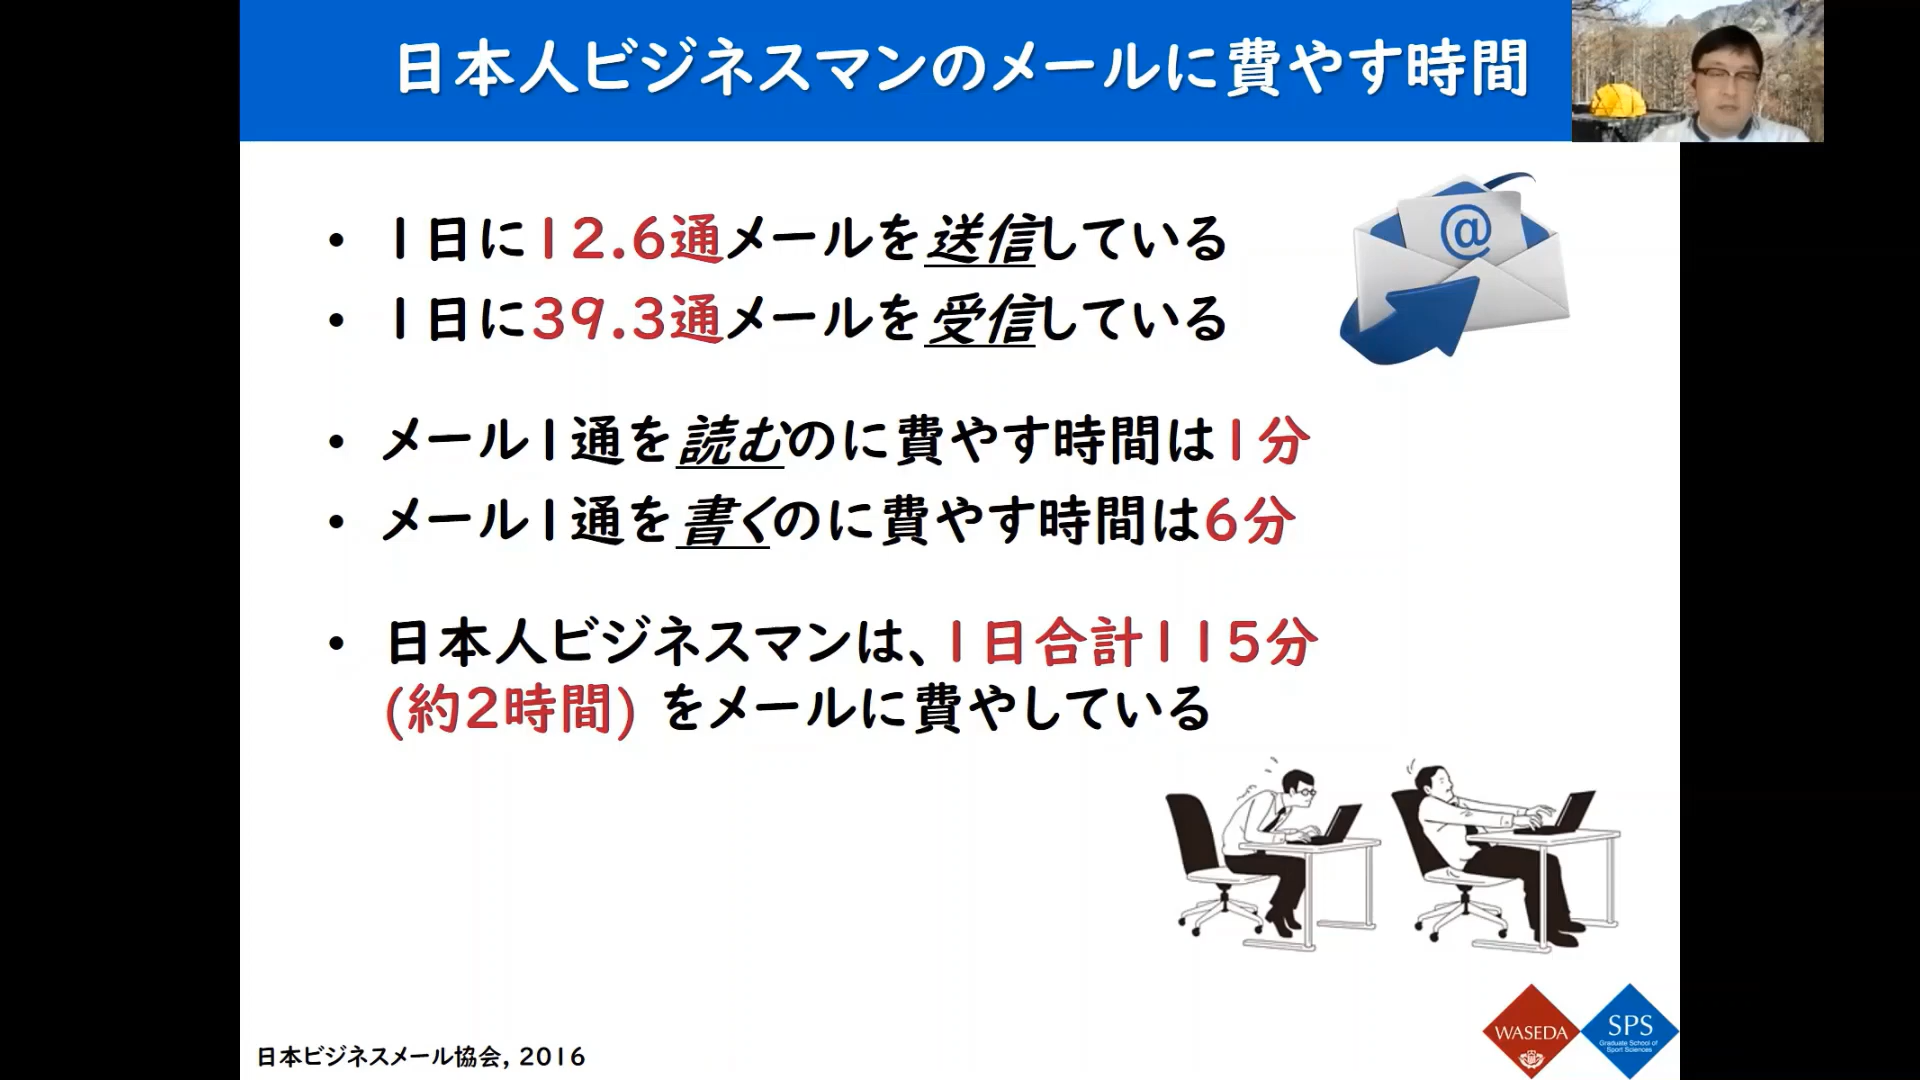 日本人ビジネスマンのメールに費やす時間
• 1日に12.6通メールを送信している
• 1日に39.3通メールを受信している
@
• メール1通を読むのに費やす時間は1分
• メール1通を書くのに費やす時間は6分
• 日本人ビジネスマンは、1日合計115分
(約2時間) をメールに費やしている
日本ビジネスメール協会, 2016
WASEDA
SPS
Graduate School of
Sport Sciences